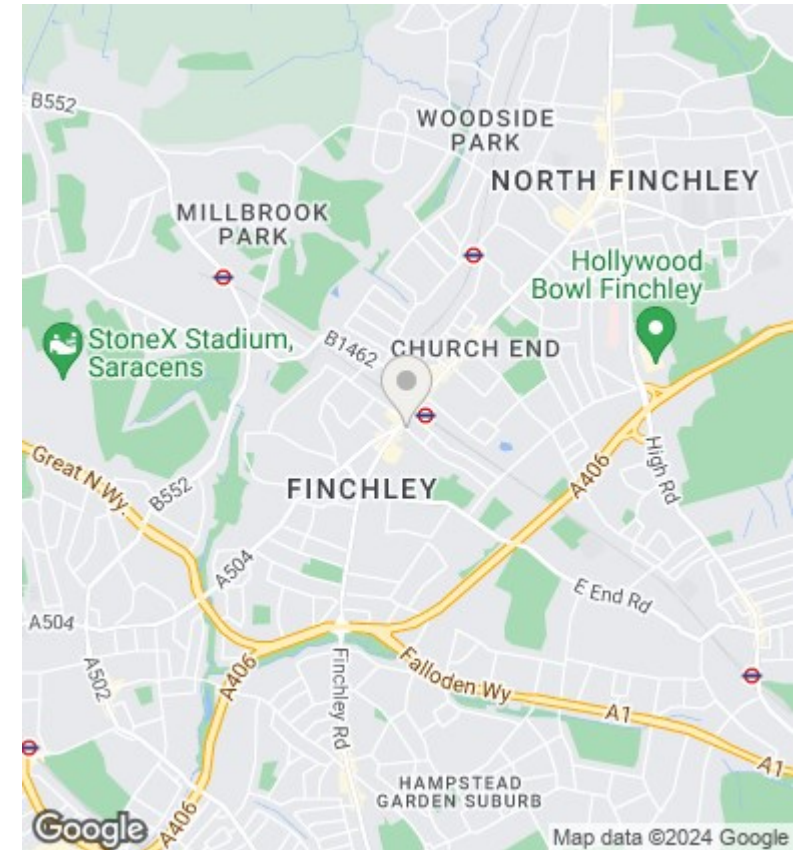 B552
WOODSIDE
PARK
NORTH FINCHLEY
MILLBROOK
PARK
Hollywood
Bowl Finchley
StoneX Stadium,
Saracens
B1462
CHURCH END
Great N Wy.
B552
FINCHLEY
A406
High Rd
A504
A504
E End Rd
A502
A406
Finchley Rd
Falloden Wy
A1
A1
HAMPSTEAD
GARDEN SUBURB
A406
Google
Map data ©2024 Google